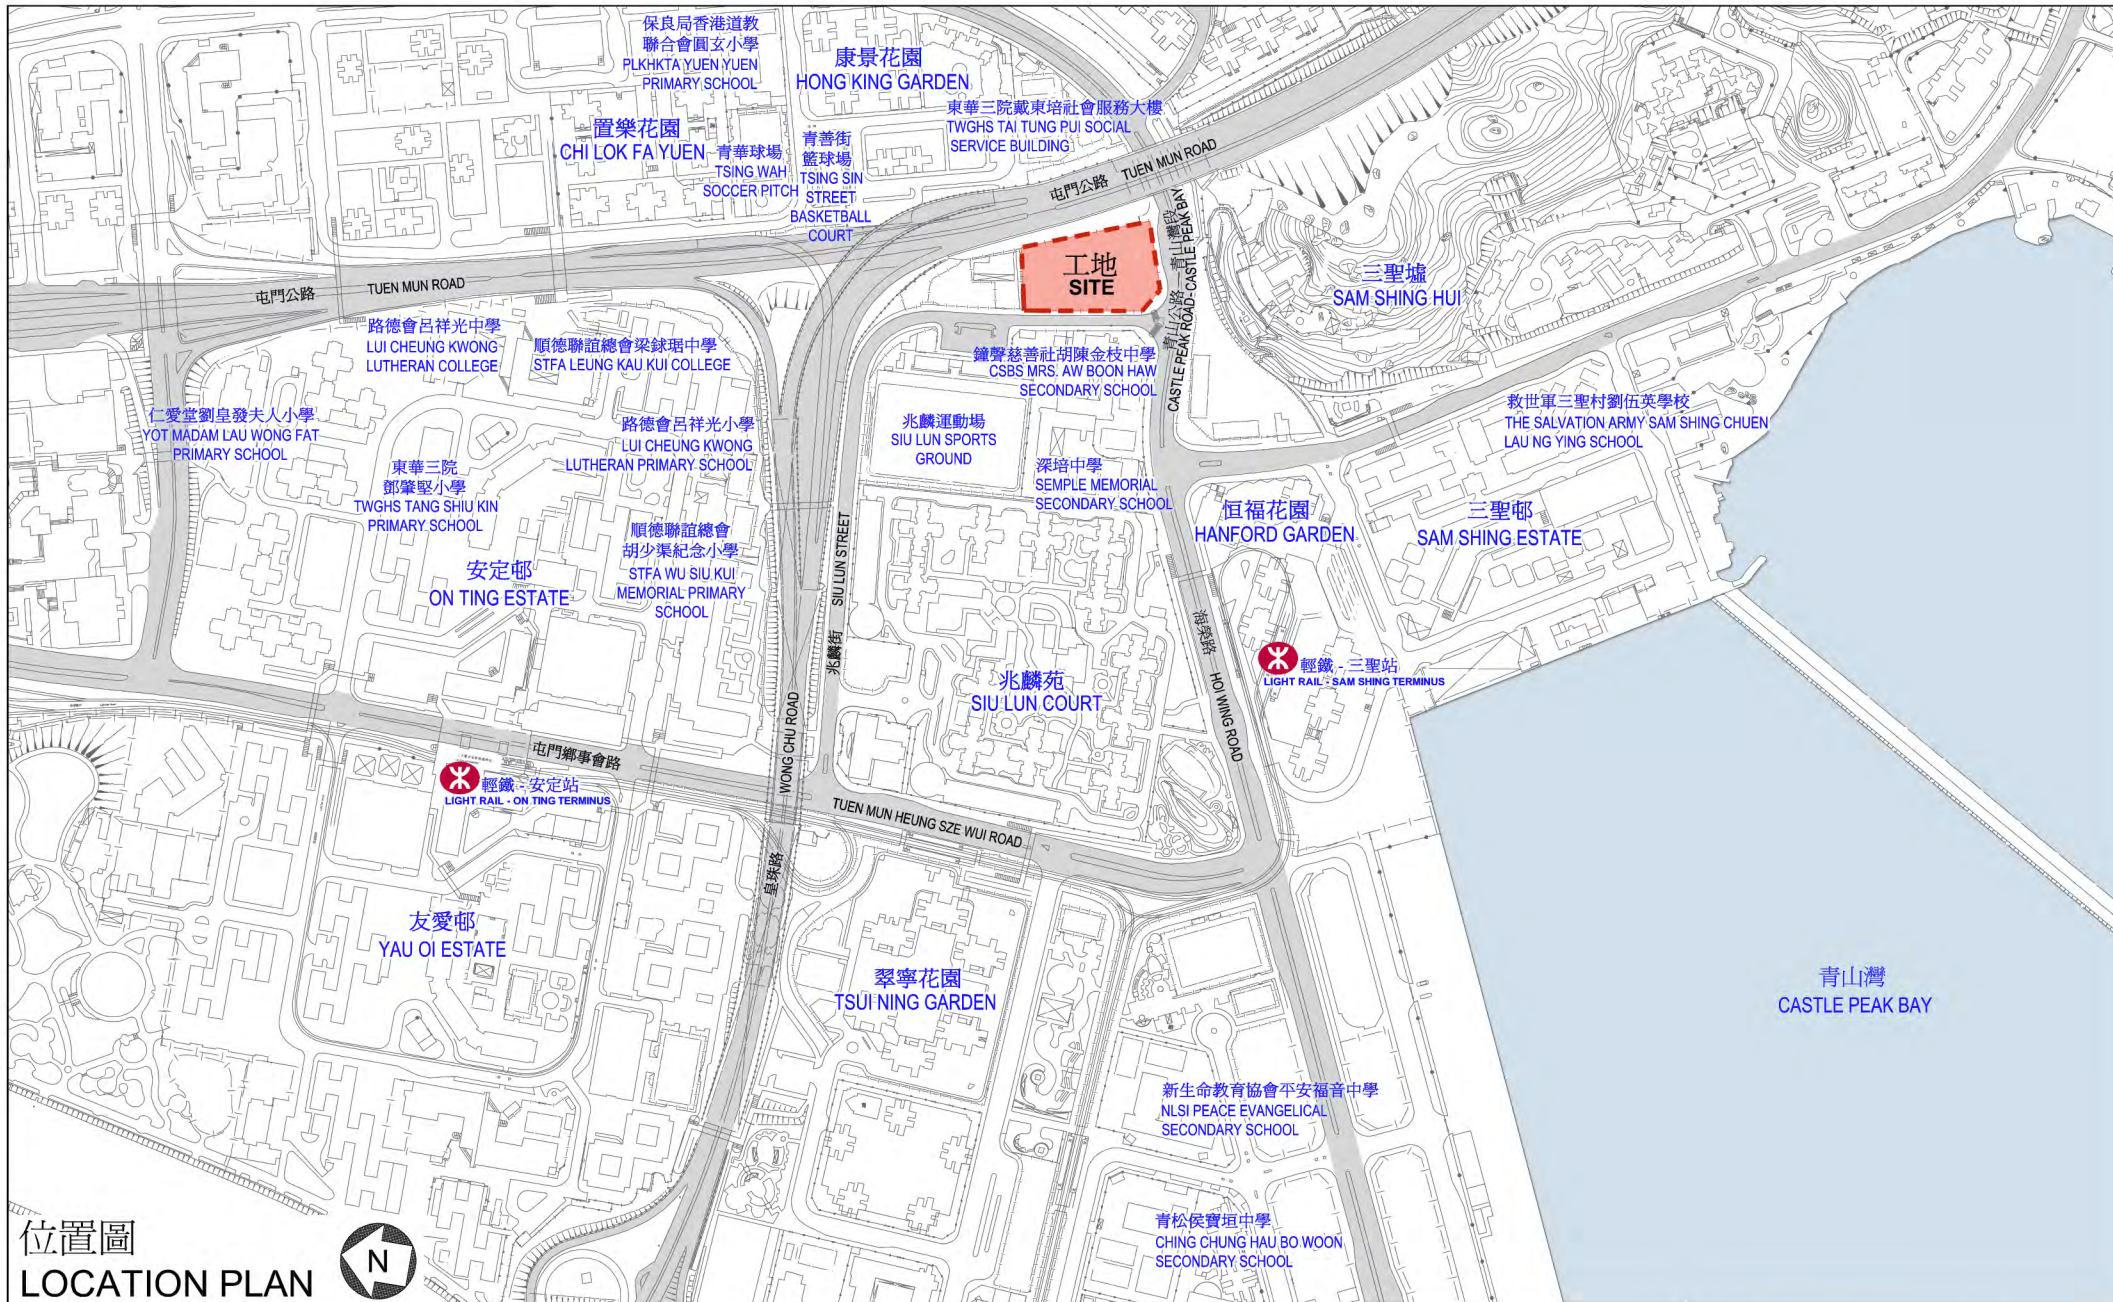 保良局香港道教
聯合會圓玄小學
PLKHKTA YUEN YUEN
PRIMARY SCHOOL
康景花園
HONG KING GARDEN
東華三院戴東培社會服務大樓
TWGHS TAI TUNG PUI SOCIAL
SERVICE BUILDING
置樂花園
CHI LOK FA YUEN
青華球場
TSING WAH
SOCCER PITCH
青善街
籃球場
TSING SIN
STREET
BASKETBALL
COURT
屯門公路 TUEN MUN ROAD
屯門公路 TUEN MUN ROAD
工地
SITE
青山公路－青山灣段
CASTLE PEAK ROAD - CASTLE PEAK BAY
三聖墟
SAM SHING HUI
路德會呂祥光中學
LUI CHEUNG KWONG
LUTHERAN COLLEGE
順德聯誼總會梁銶琚中學
STFA LEUNG KAU KUI COLLEGE
鐘聲慈善社胡陳金枝中學
CSBS MRS. AW BOON HAW
SECONDARY SCHOOL
仁愛堂劉皇發夫人小學
YOT MADAM LAU WONG FAT
PRIMARY SCHOOL
路德會呂祥光小學
LUI CHEUNG KWONG
LUTHERAN PRIMARY SCHOOL
兆麟運動場
SIU LUN SPORTS
GROUND
救世軍三聖村劉伍英學校
THE SALVATION ARMY SAM SHING CHUEN
LAU NG YING SCHOOL
東華三院
鄧肇堅小學
TWGHS TANG SHIU KIN
PRIMARY SCHOOL
深培中學
SEMPLE MEMORIAL
SECONDARY SCHOOL
恒福花園
HANFORD GARDEN
三聖邨
SAM SHING ESTATE
順德聯誼總會
胡少渠紀念小學
STFA WU SIU KUI
MEMORIAL PRIMARY
SCHOOL
安定邨
ON TING ESTATE
兆麟街 SIU LUN STREET
海榮路 HOI WING ROAD
輕鐵 - 三聖站
LIGHT RAIL - SAM SHING TERMINUS
兆麟苑
SIU LUN COURT
皇珠路 WONG CHU ROAD
屯門鄉事會路
TUEN MUN HEUNG SZE WUI ROAD
輕鐵 - 安定站
LIGHT RAIL - ON TING TERMINUS
友愛邨
YAU OI ESTATE
翠寧花園
TSUI NING GARDEN
青山灣
CASTLE PEAK BAY
新生命教育協會平安福音中學
NLSI PEACE EVANGELICAL
SECONDARY SCHOOL
青松侯寶垣中學
CHING CHUNG HAU BO WOON
SECONDARY SCHOOL
位置圖
LOCATION PLAN
N